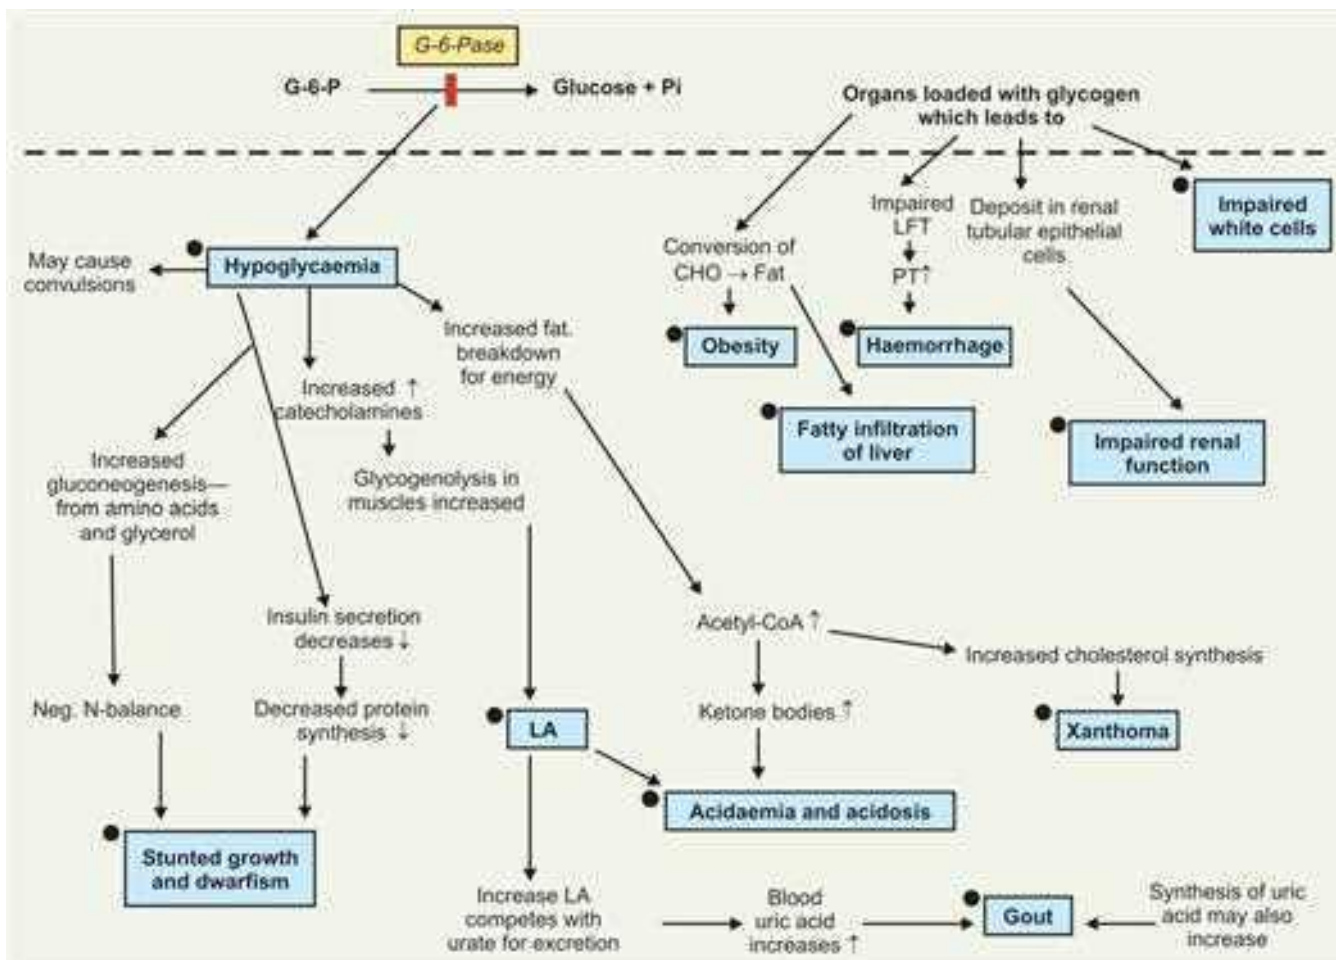 G-6-Pase
G-6-P
Glucose + Pi
Organs loaded with glycogen
which leads to
Hypoglycaemia
May cause
convulsions
Increased fat.
breakdown
for energy
Increased ↑
catecholamines
Glycogenolysis in
muscles increased
Increased
gluconeogenesis—
from amino acids
and glycerol
Insulin secretion
decreases ↓
Neg. N-balance
Decreased protein
synthesis ↓
Stunted growth
and dwarfism
LA
Acetyl-CoA ↑
Ketone bodies ↑
Acidaemia and acidosis
Increased cholesterol synthesis
Xanthoma
Conversion of
CHO → Fat
Obesity
Fatty infiltration
of liver
Impaired
LFT
PT↑
Haemorrhage
Deposit in renal
tubular epithelial
cells
Impaired renal
function
Impaired
white cells
Increase LA
competes with
urate for excretion
Blood
uric acid
increases ↑
Gout
Synthesis of uric
acid may also
increase